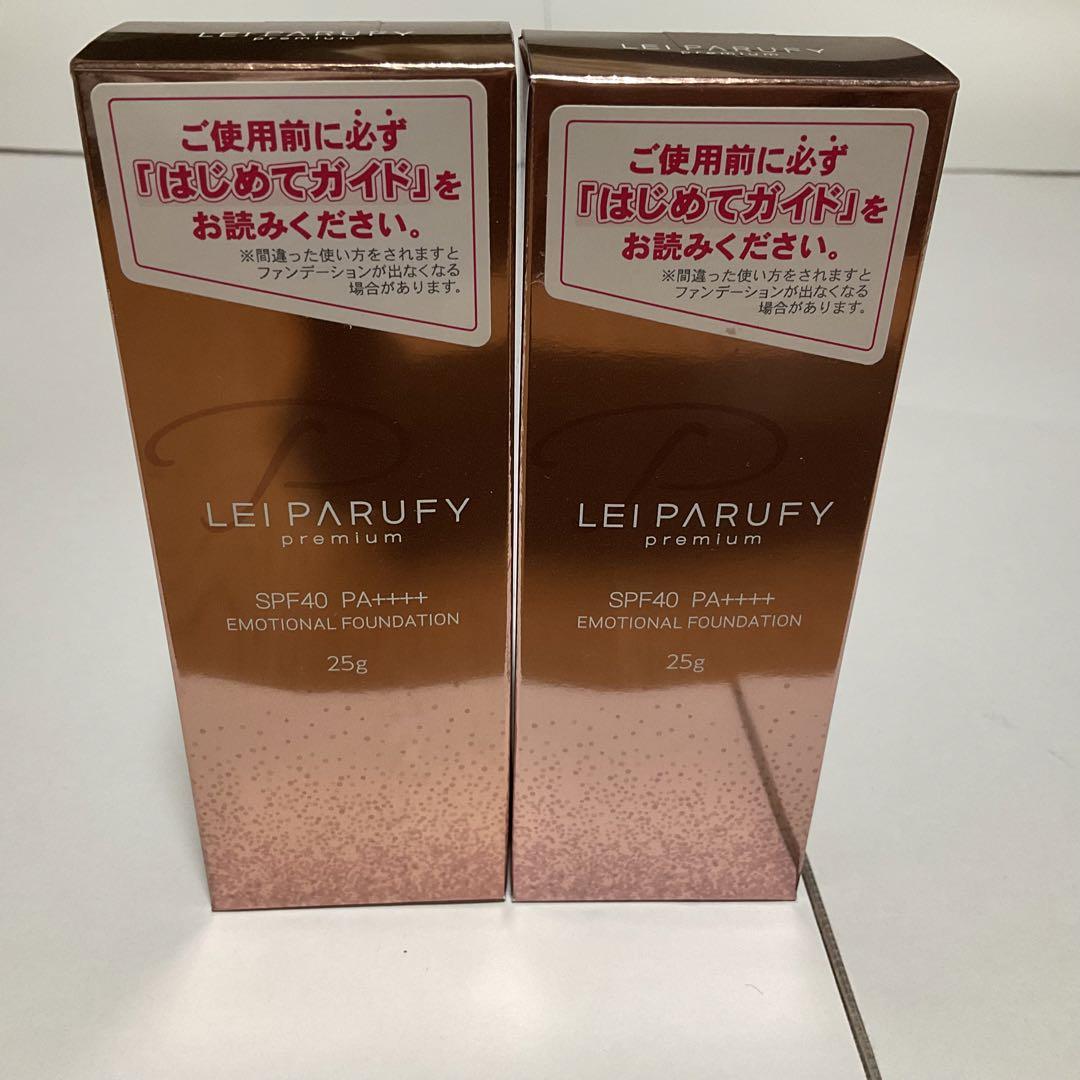 LEI PARUFY
premium
ご使用前に必ず
「はじめてガイド」を
お読みください。
※間違った使い方をされますと
ファンデーションが出なくなる
場合があります。
LEI PARUFY
premium
SPF40 PA++++
EMOTIONAL FOUNDATION
25g
LEI PARUFY
premium
ご使用前に必ず
「はじめてガイド」を
お読みください。
※間違った使い方をされますと
ファンデーションが出なくなる
場合があります。
LEI PARUFY
premium
SPF40 PA++++
EMOTIONAL FOUNDATION
25g